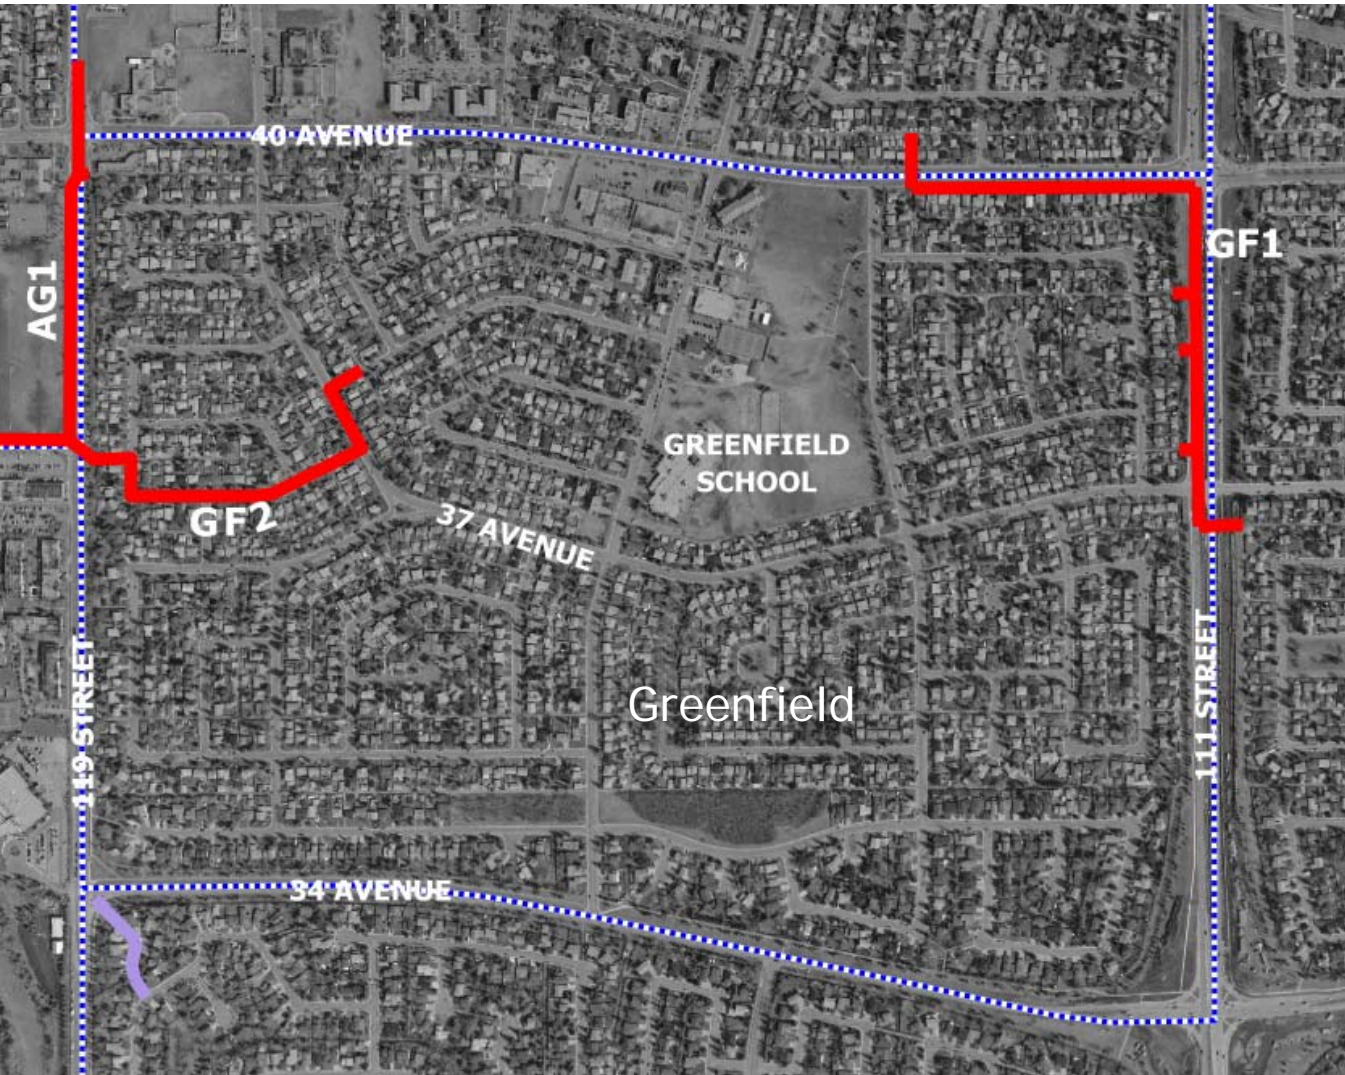 40 AVENUE
GF1
AG1
GREENFIELD
SCHOOL
GF2
37 AVENUE
Greenfield
119 STREET
111 STREET
34 AVENUE